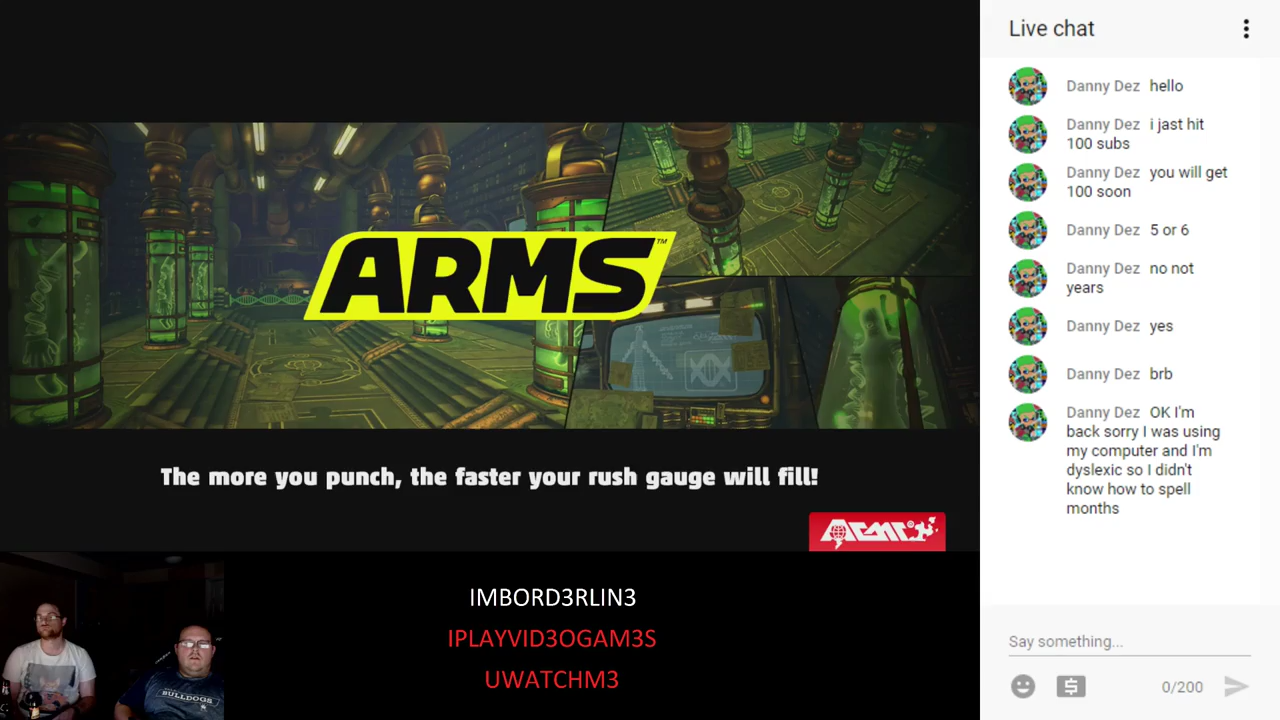 Live chat
Danny Dez hello
Danny Dez i jast hit
100 subs
Danny Dez you will get
100 soon
Danny Dez 5 or 6
Danny Dez no not
years
Danny Dez yes
Danny Dez brb
Danny Dez OK I'm
back sorry I was using
my computer and I'm
dyslexic so I didn't
know how to spell
months
Say something...
0/200
ARMS™
The more you punch, the faster your rush gauge will fill!
IMBORD3RLIN3
IPLAYVID3OGAM3S
UWATCHM3
BULLDOGS